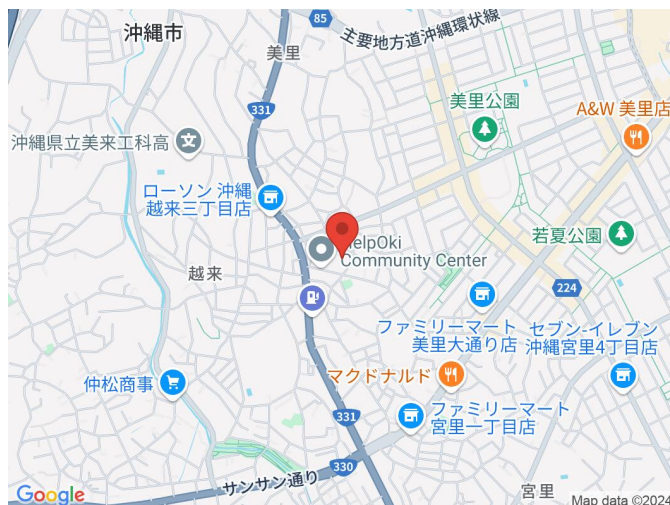 沖縄市
85
主要地方道沖縄環状線
美里
331
美里公園
A&W 美里店
沖縄県立美来工科高
ローソン 沖縄
越来三丁目店
若夏公園
HelpOki
Community Center
越来
224
ファミリーマート
美里大通り店
セブン-イレブン
沖縄宮里4丁目店
マクドナルド
仲松商事
ファミリーマート
宮里一丁目店
331
330
サンサン通り
宮里
Google
Map data ©2024